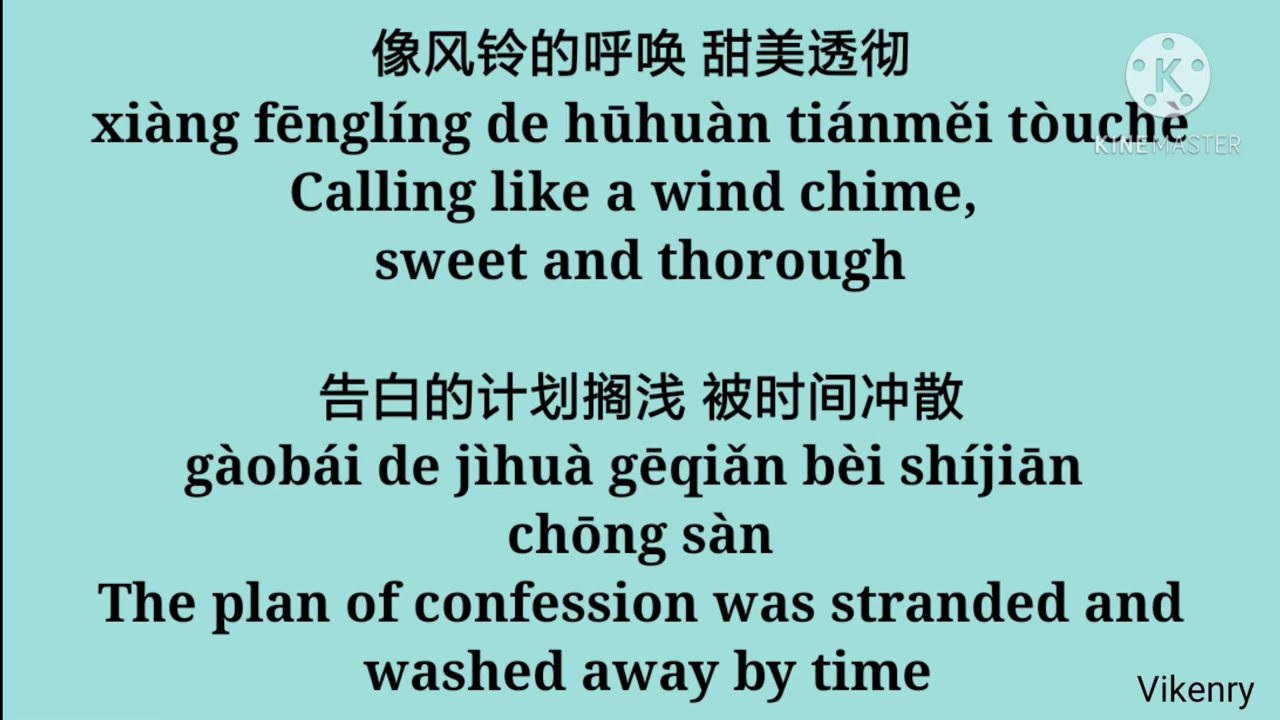 像风铃的呼唤 甜美透彻
xiàng fēnglíng de hūhuàn tiánměi tòuchè
K
KINEMASTER
Calling like a wind chime,
sweet and thorough
告白的计划搁浅 被时间冲散
gàobái de jìhuà gēqiǎn bèi shíjiān
chōng sàn
The plan of confession was stranded and
washed away by time
Vikenry